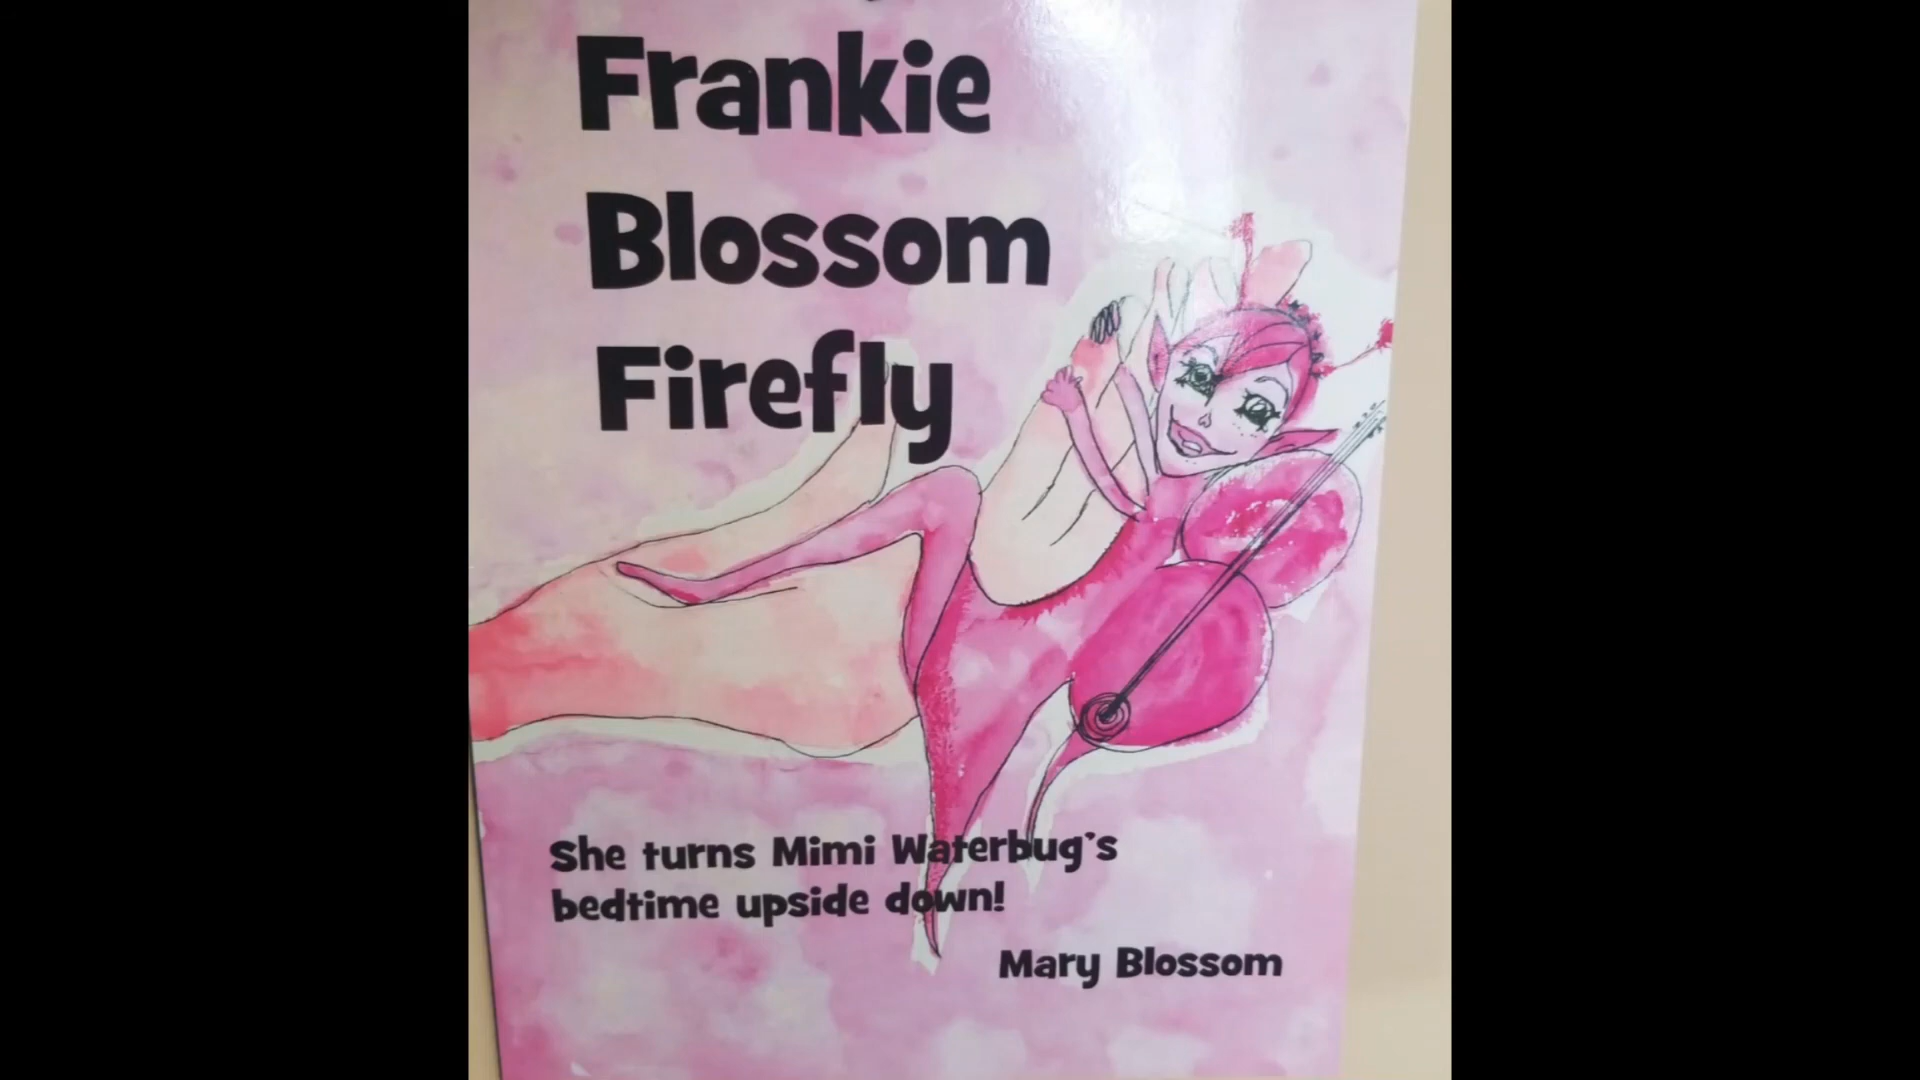 Frankie
Blossom
Firefly
She turns Mimi Waterbug's
bedtime upside down!
Mary Blossom